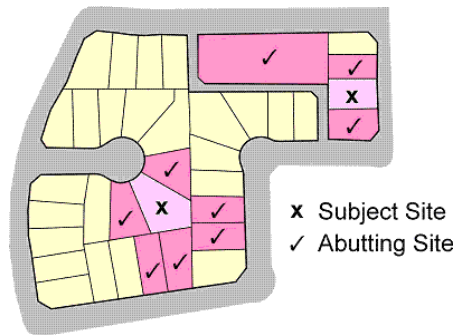 ✓
✓
x
✓
✓
✓
x
✓
✓
✓
✓
x Subject Site
✓ Abutting Site